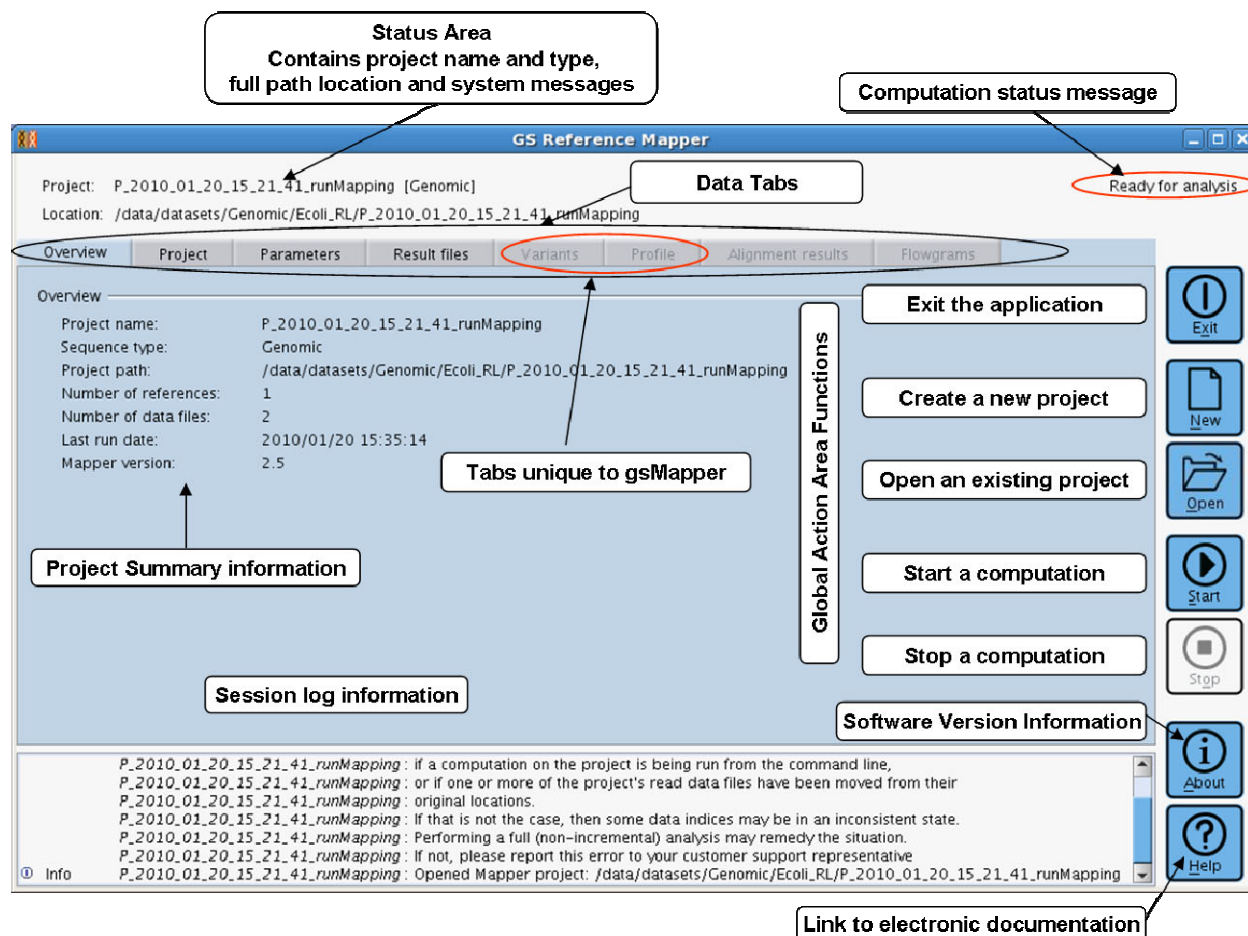 Status Area
Contains project name and type,
full path location and system messages
Computation status message
GS Reference Mapper
Project: P_2010_01_20_15_21_41_runMapping [Genomic]
Data Tabs
Ready for analysis
Location: /data/datasets/Genomic/Ecoli_RL/P_2010_01_20_15_21_41_runMapping
Overview Project Parameters Result files Variants Profile Alignment results Flowgrams
Overview
Project name: P_2010_01_20_15_21_41_runMapping
Sequence type: Genomic
Project path: /data/datasets/Genomic/Ecoli_RL/P_2010_01_20_15_21_41_runMapping
Number of references: 1
Number of data files: 2
Last run date: 2010/01/20 15:35:14
Mapper version: 2.5
Tabs unique to gsMapper
Project Summary information
Session log information
Global Action Area Functions
Exit the application
Exit
Create a new project
New
Open an existing project
Open
Start a computation
Start
Stop a computation
Stop
Software Version Information
About
P_2010_01_20_15_21_41_runMapping : if a computation on the project is being run from the command line,
P_2010_01_20_15_21_41_runMapping : or if one or more of the project's read data files have been moved from their
P_2010_01_20_15_21_41_runMapping : original locations.
P_2010_01_20_15_21_41_runMapping : If that is not the case, then some data indices may be in an inconsistent state.
P_2010_01_20_15_21_41_runMapping : Performing a full (non-incremental) analysis may remedy the situation.
P_2010_01_20_15_21_41_runMapping : If not, please report this error to your customer support representative
Info P_2010_01_20_15_21_41_runMapping : Opened Mapper project: /data/datasets/Genomic/Ecoli_RL/P_2010_01_20_15_21_41_runMapping
Help
Link to electronic documentation